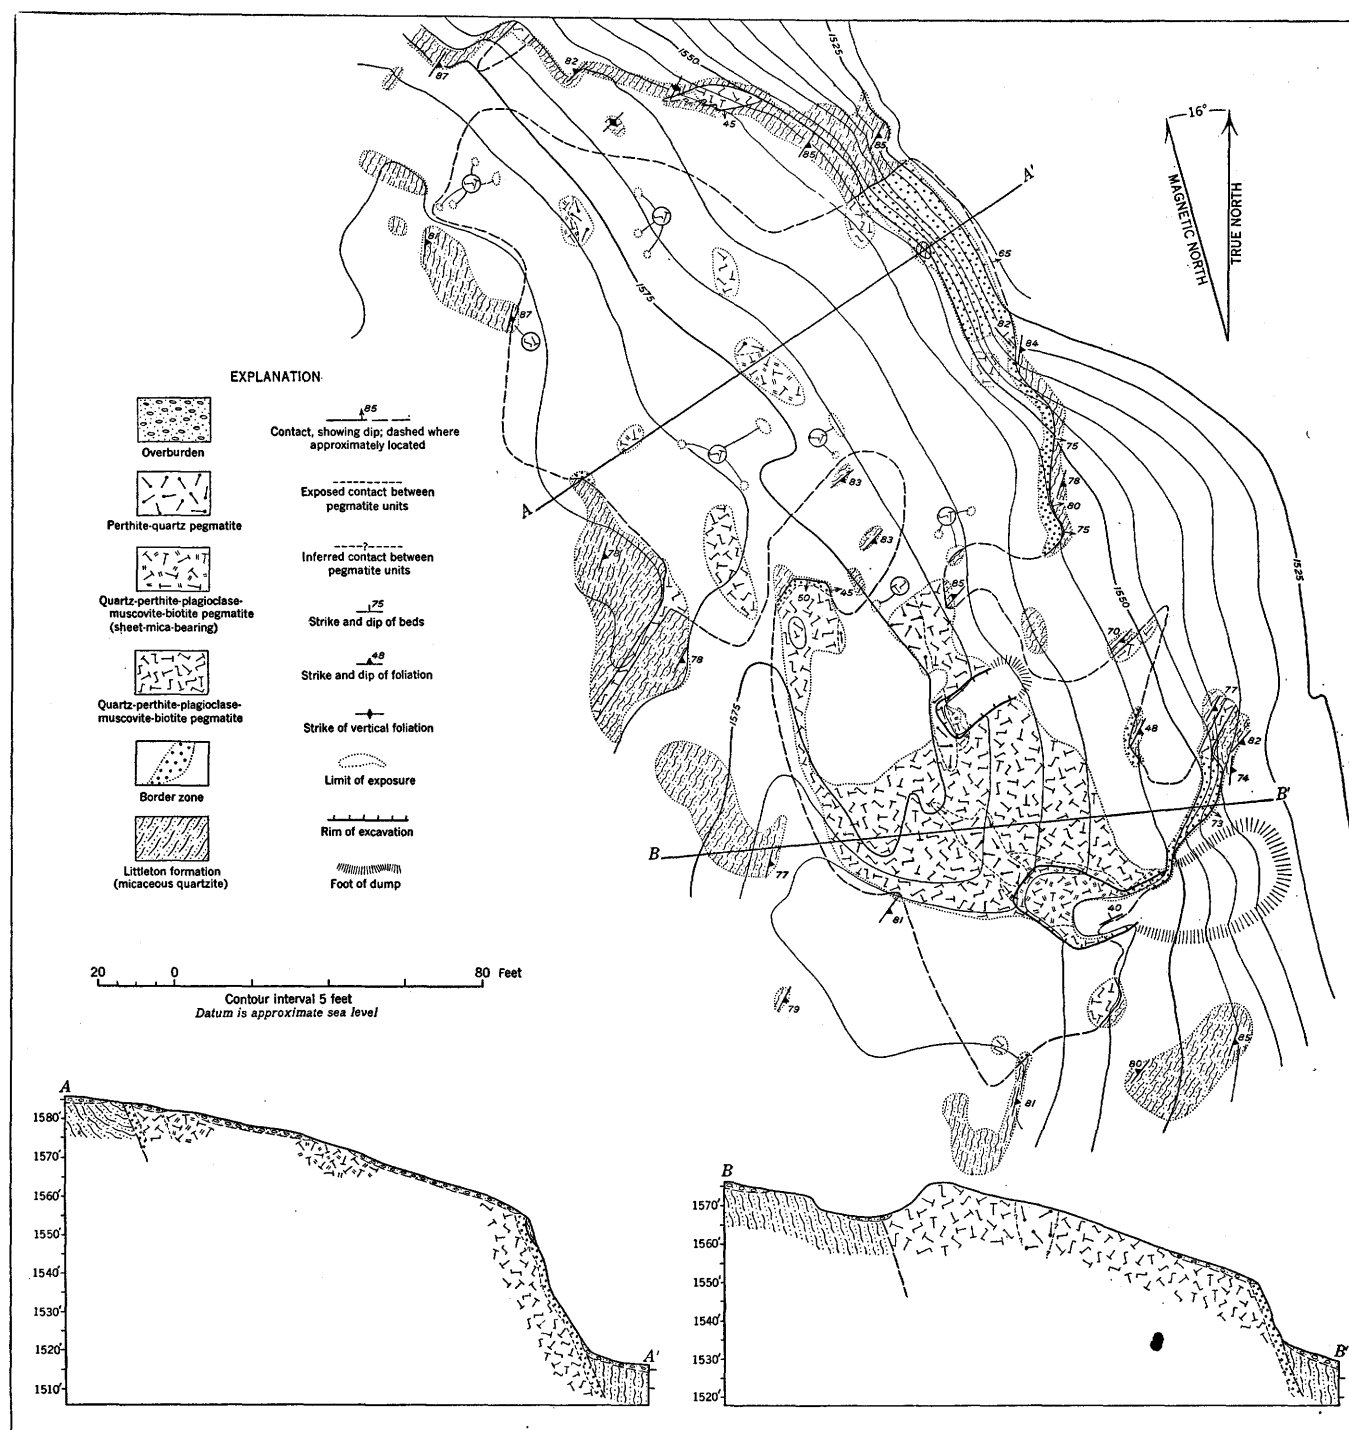 1525
1550
82
87
45
85
85
16°
MAGNETIC NORTH
TRUE NORTH
A'
81
65
1575
87
82
84
EXPLANATION
85
Contact, showing dip; dashed where
approximately located
Overburden
Exposed contact between
pegmatite units
Perthite-quartz pegmatite
?
Inferred contact between
pegmatite units
Quartz-perthite-plagioclase-
muscovite-biotite pegmatite
(sheet-mica-bearing)
75
Strike and dip of beds
48
Strike and dip of foliation
Quartz-perthite-plagioclase-
muscovite-biotite pegmatite
Strike of vertical foliation
Limit of exposure
Border zone
Rim of excavation
Littleton formation
(micaceous quartzite)
Foot of dump
75
78
83
80
A
75
83
78
1525
85
50
45
1550
70
78
77
1575
48
82
74
B'
73
B
77
40
81
20 0 80 Feet
Contour interval 5 feet
Datum is approximate sea level
79
85
80
81
A
1580'
1570'
1560'
1550'
1540'
1530'
1520'
1510'
A'
B
1570'
1560'
1550'
1540'
1530'
1520'
B'